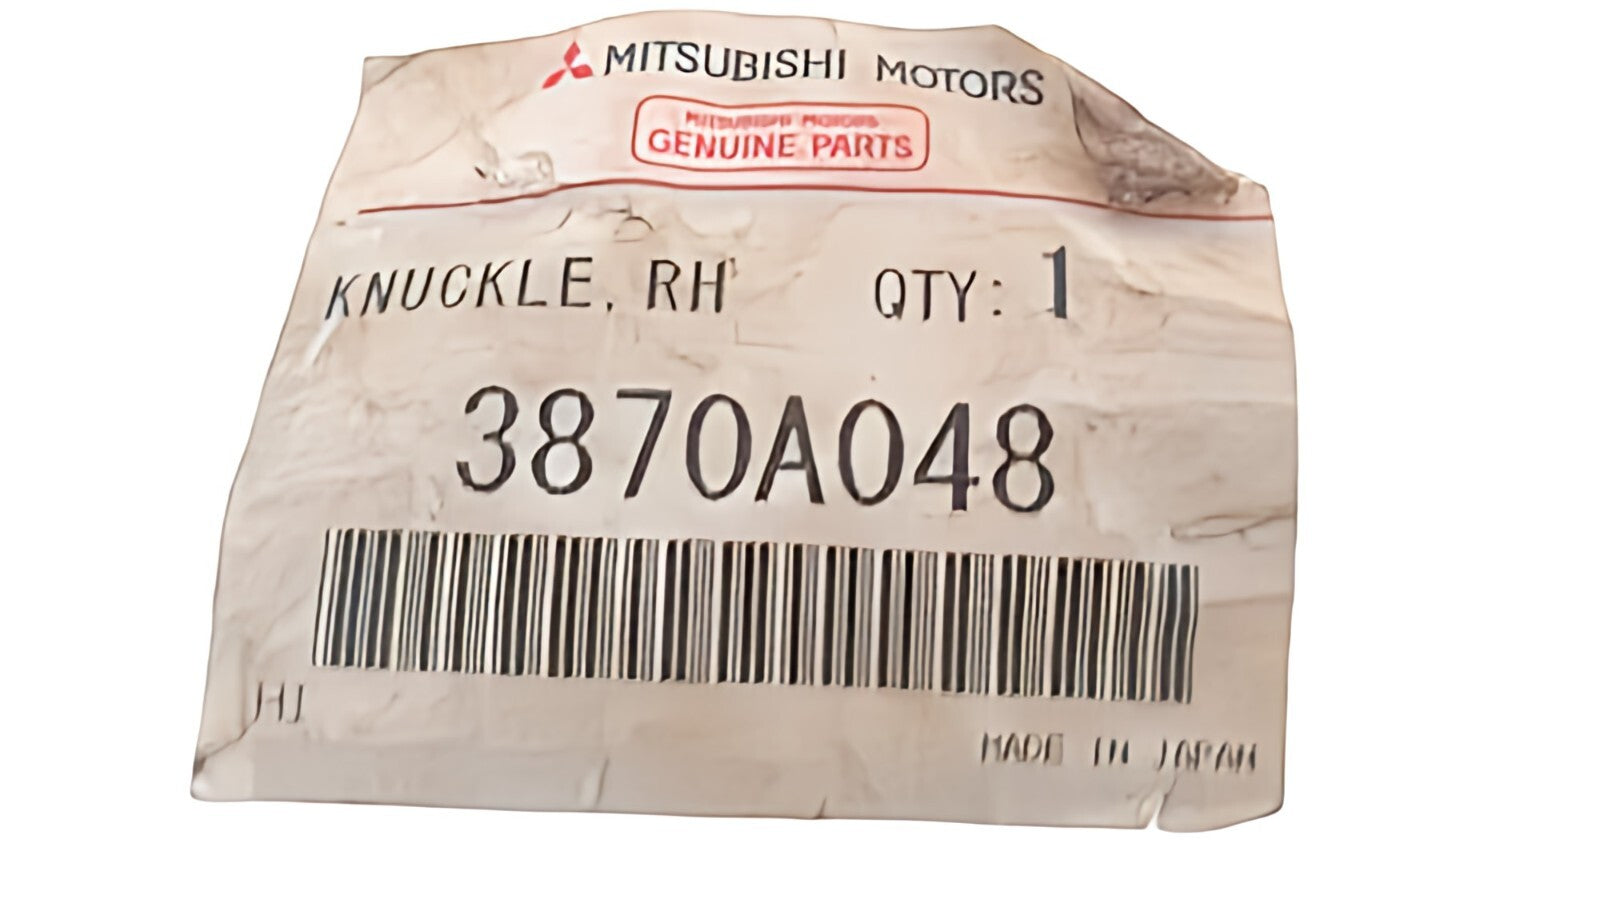 MITSUBISHI MOTORS
MITSUBISHI MOTORS
GENUINE PARTS
KNUCKLE, RH QTY: 1
3870A048
MADE IN JAPAN